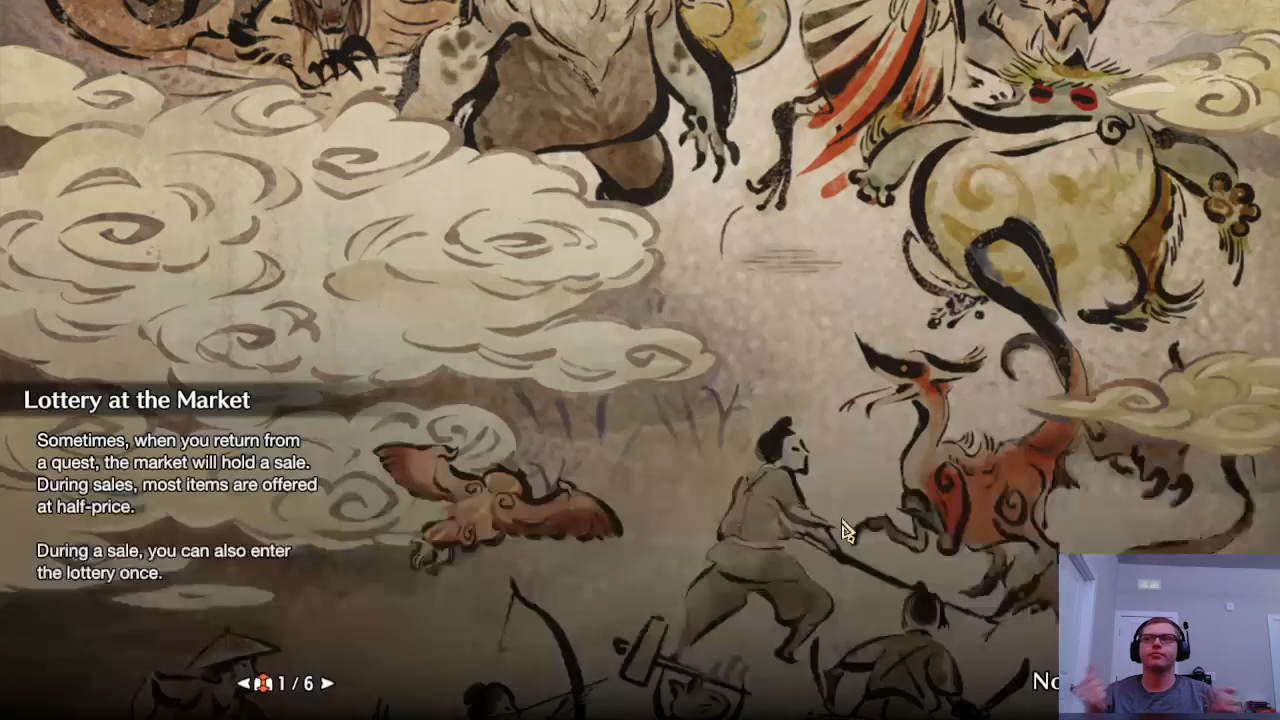 Lottery at the Market
Sometimes, when you return from
a quest, the market will hold a sale.
During sales, most items are offered
at half-price.
During a sale, you can also enter
the lottery once.
1 / 6